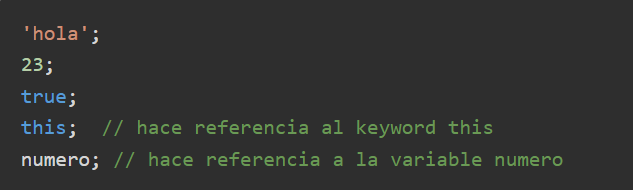 'hola';
23;
true;
this;  // hace referencia al keyword this
numero; // hace referencia a la variable numero